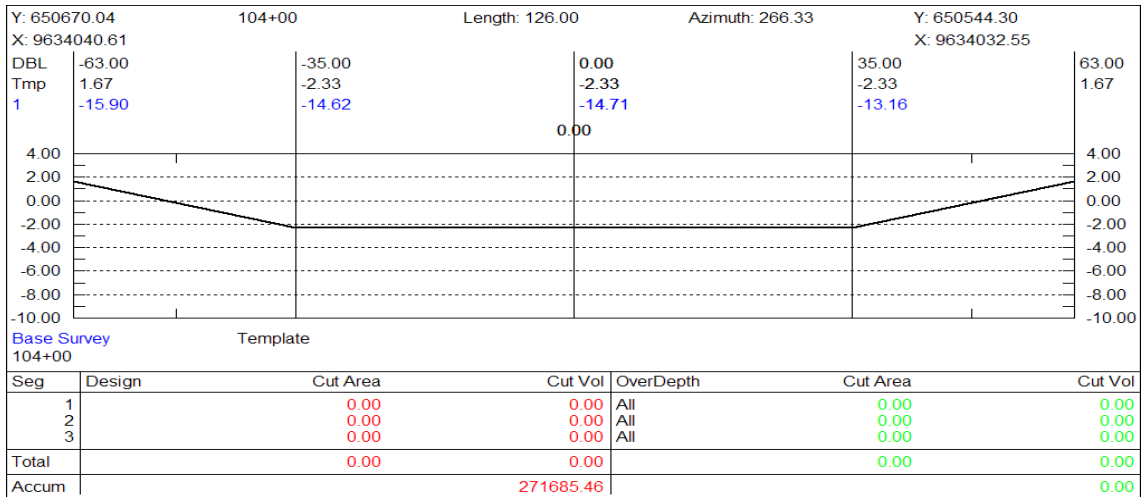 Y: 650670.04 104+00 Length: 126.00 Azimuth: 266.33 Y: 650544.30
X: 9634040.61 X: 9634032.55
DBL -63.00 -35.00 0.00 35.00 63.00
Tmp 1.67 -2.33 -2.33 -2.33 1.67
1 -15.90 -14.62 -14.71 -13.16
0.00
4.00 4.00
2.00 2.00
0.00 0.00
-2.00 -2.00
-4.00 -4.00
-6.00 -6.00
-8.00 -8.00
-10.00 -10.00
Base Survey Template
104+00
Seg Design Cut Area Cut Vol OverDepth Cut Area Cut Vol
1 0.00 0.00 All 0.00 0.00
2 0.00 0.00 All 0.00 0.00
3 0.00 0.00 All 0.00 0.00
Total 0.00 0.00 0.00 0.00
Accum 271685.46 0.00